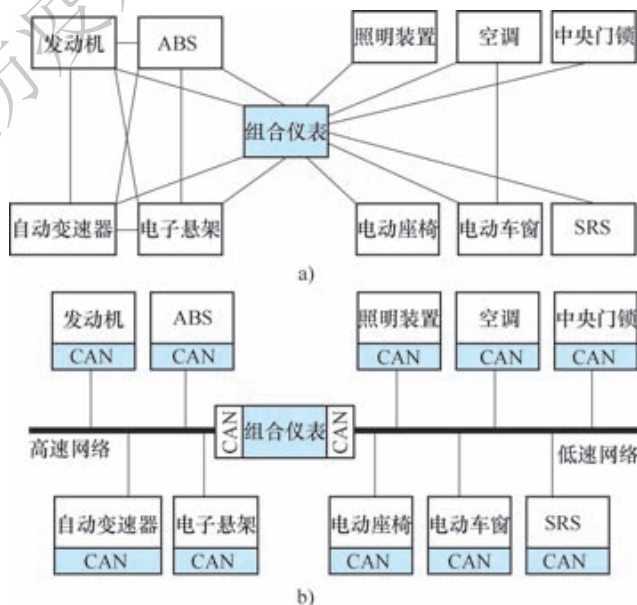 发动机 ABS 照明装置 空调 中央门锁
组合仪表
自动变速器 电子悬架 电动座椅 电动车窗 SRS
a)
发动机 ABS 照明装置 空调 中央门锁
CAN CAN CAN CAN CAN
CAN 组合仪表 CAN
高速网络 低速网络
自动变速器 电子悬架 电动座椅 电动车窗 SRS
CAN CAN CAN CAN CAN
b)